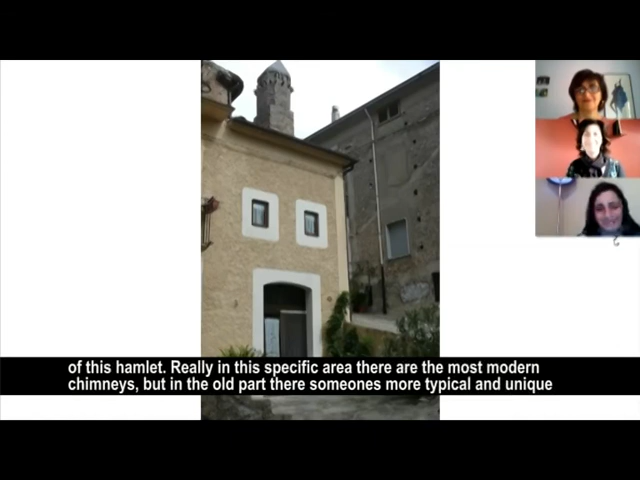 of this hamlet. Really in this specific area there are the most modern
chimneys, but in the old part there someones more typical and unique